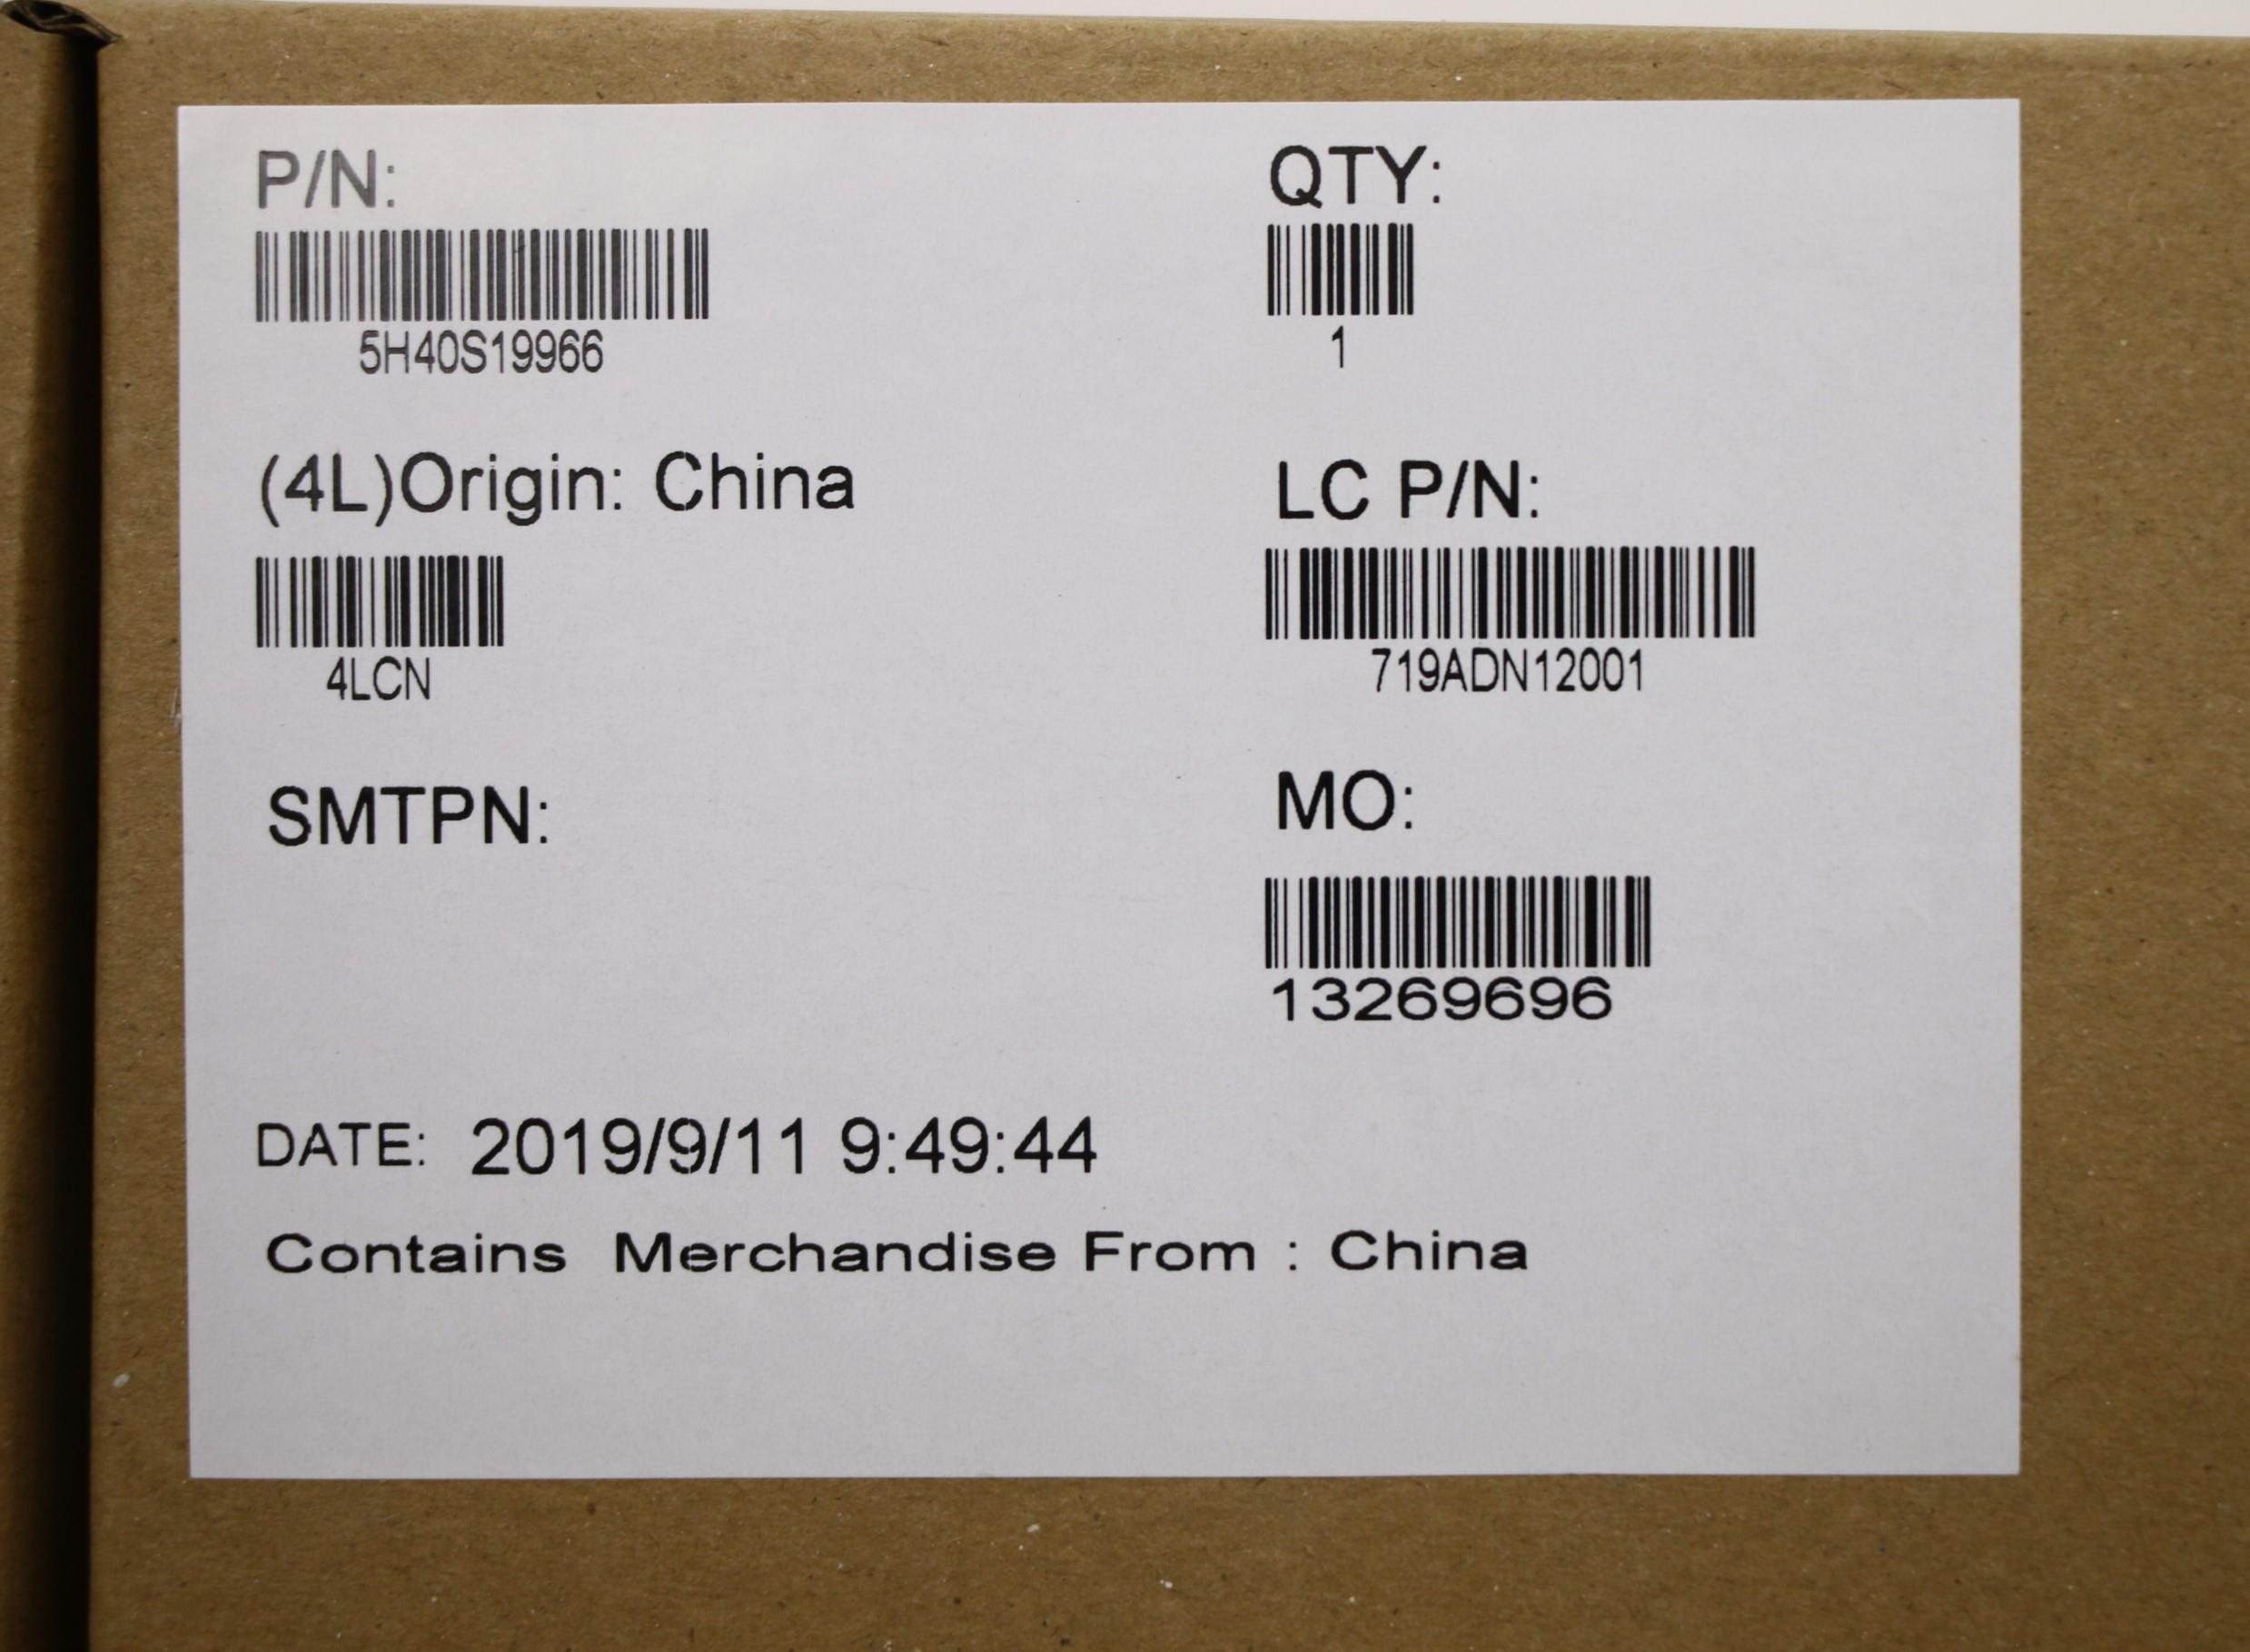 P/N:
QTY:
5H40S19966
1
(4L)Origin: China
LC P/N:
4LCN
719ADN12001
SMTPN:
MO:
13269696
DATE: 2019/9/11 9:49:44
Contains Merchandise From : China